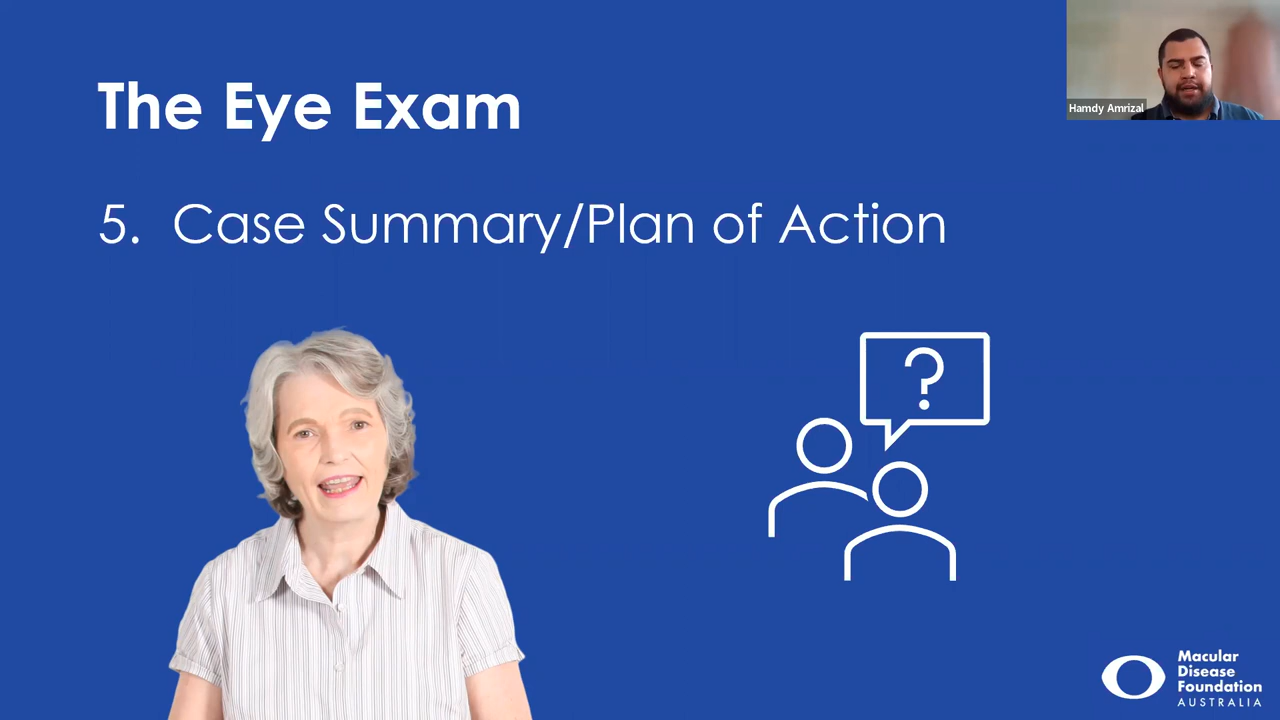 The Eye Exam
Hamdy Amrizal
5. Case Summary/Plan of Action
?
Macular
Disease
Foundation
AUSTRALIA